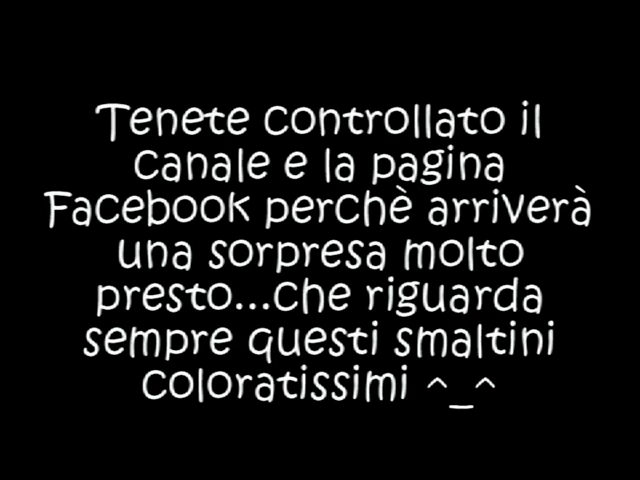 Tenete controllato il
canale e la pagina
Facebook perchè arriverà
una sorpresa molto
presto...che riguarda
sempre questi smaltini
coloratissimi ^_^